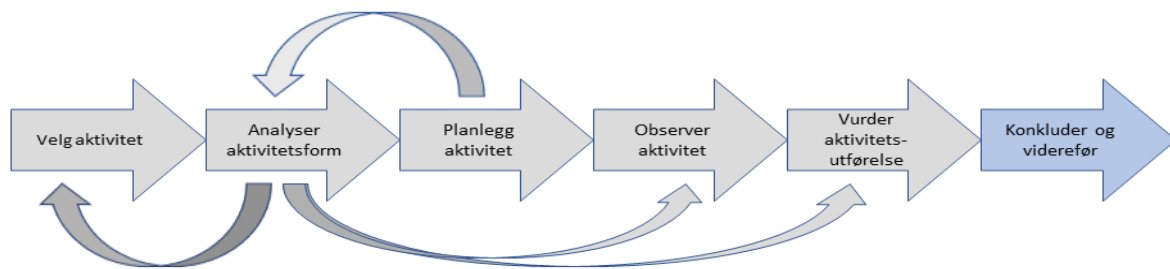 Velg aktivitet
Analyser
aktivitetsform
Planlegg
aktivitet
Observer
aktivitet
Vurder
aktivitets-
utførelse
Konkluder og
viderefør